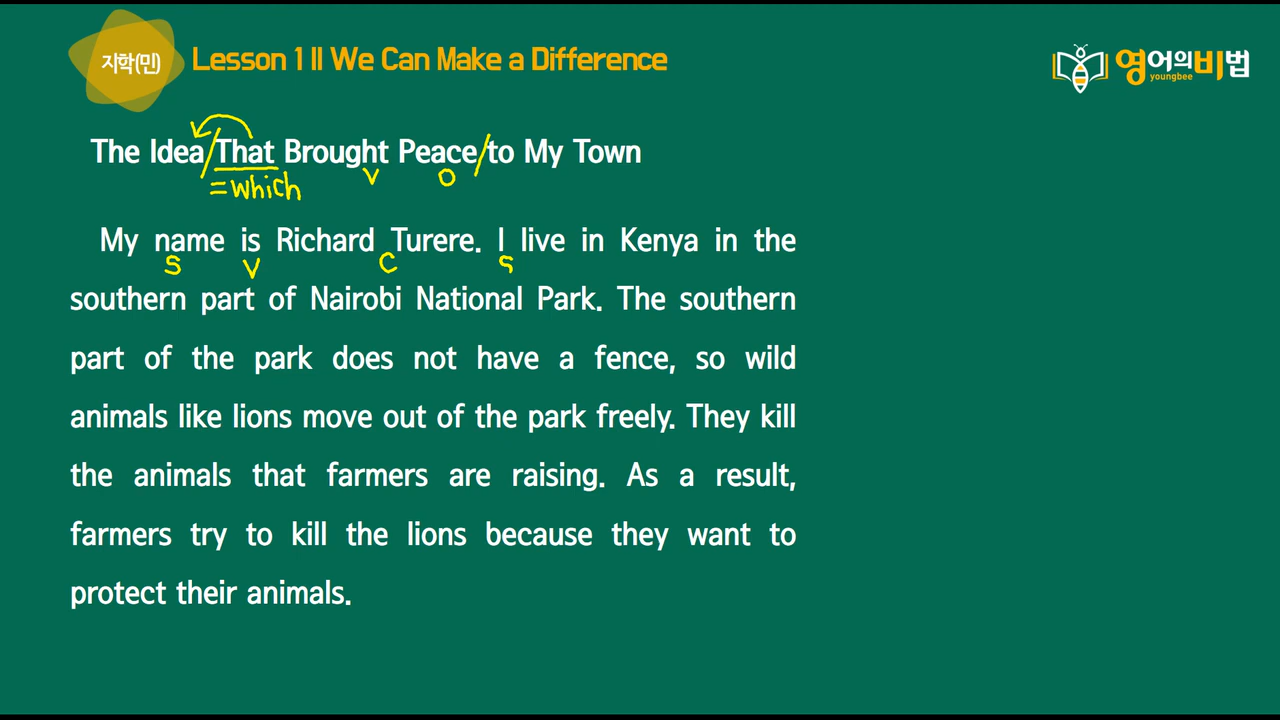 지학(민) Lesson 1 II We Can Make a Difference
영어의비법
youngbee
The Idea/That Brought Peace/to My Town
=which V O
My name is Richard Turere. I live in Kenya in the
S V C S
southern part of Nairobi National Park. The southern
part of the park does not have a fence, so wild
animals like lions move out of the park freely. They kill
the animals that farmers are raising. As a result,
farmers try to kill the lions because they want to
protect their animals.